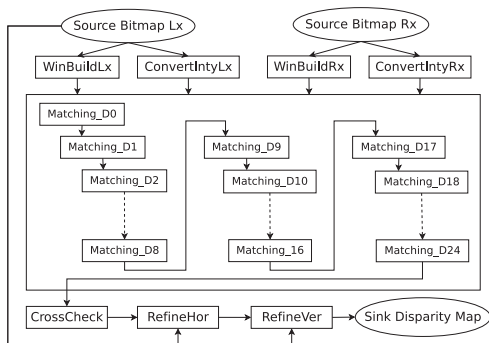 Source Bitmap Lx
Source Bitmap Rx
WinBuildLx
ConvertIntyLx
WinBuildRx
ConvertIntyRx
Matching_D0
Matching_D1
Matching_D2
Matching_D8
Matching_D9
Matching_D10
Matching_16
Matching_D17
Matching_D18
Matching_D24
CrossCheck
RefineHor
RefineVer
Sink Disparity Map